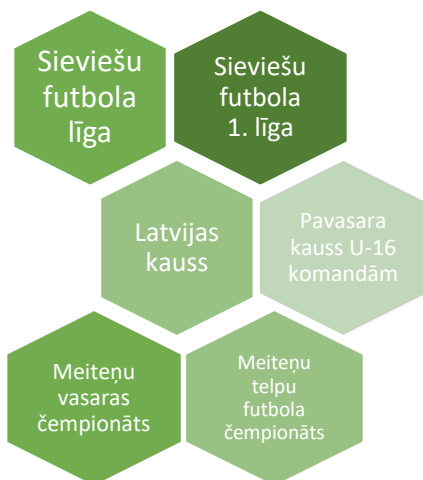 Sieviešu
futbola
līga
Sieviešu
futbola
1. līga
Latvijas
kauss
Pavasara
kauss U-16
komandām
Meiteņu
vasaras
čempionāts
Meiteņu
telpu
futbola
čempionāts